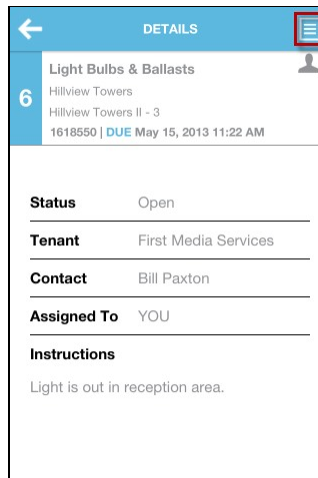 DETAILS
6
Light Bulbs & Ballasts
Hillview Towers
Hillview Towers II - 3
1618550 | DUE May 15, 2013 11:22 AM
Status Open
Tenant First Media Services
Contact Bill Paxton
Assigned To YOU
Instructions
Light is out in reception area.